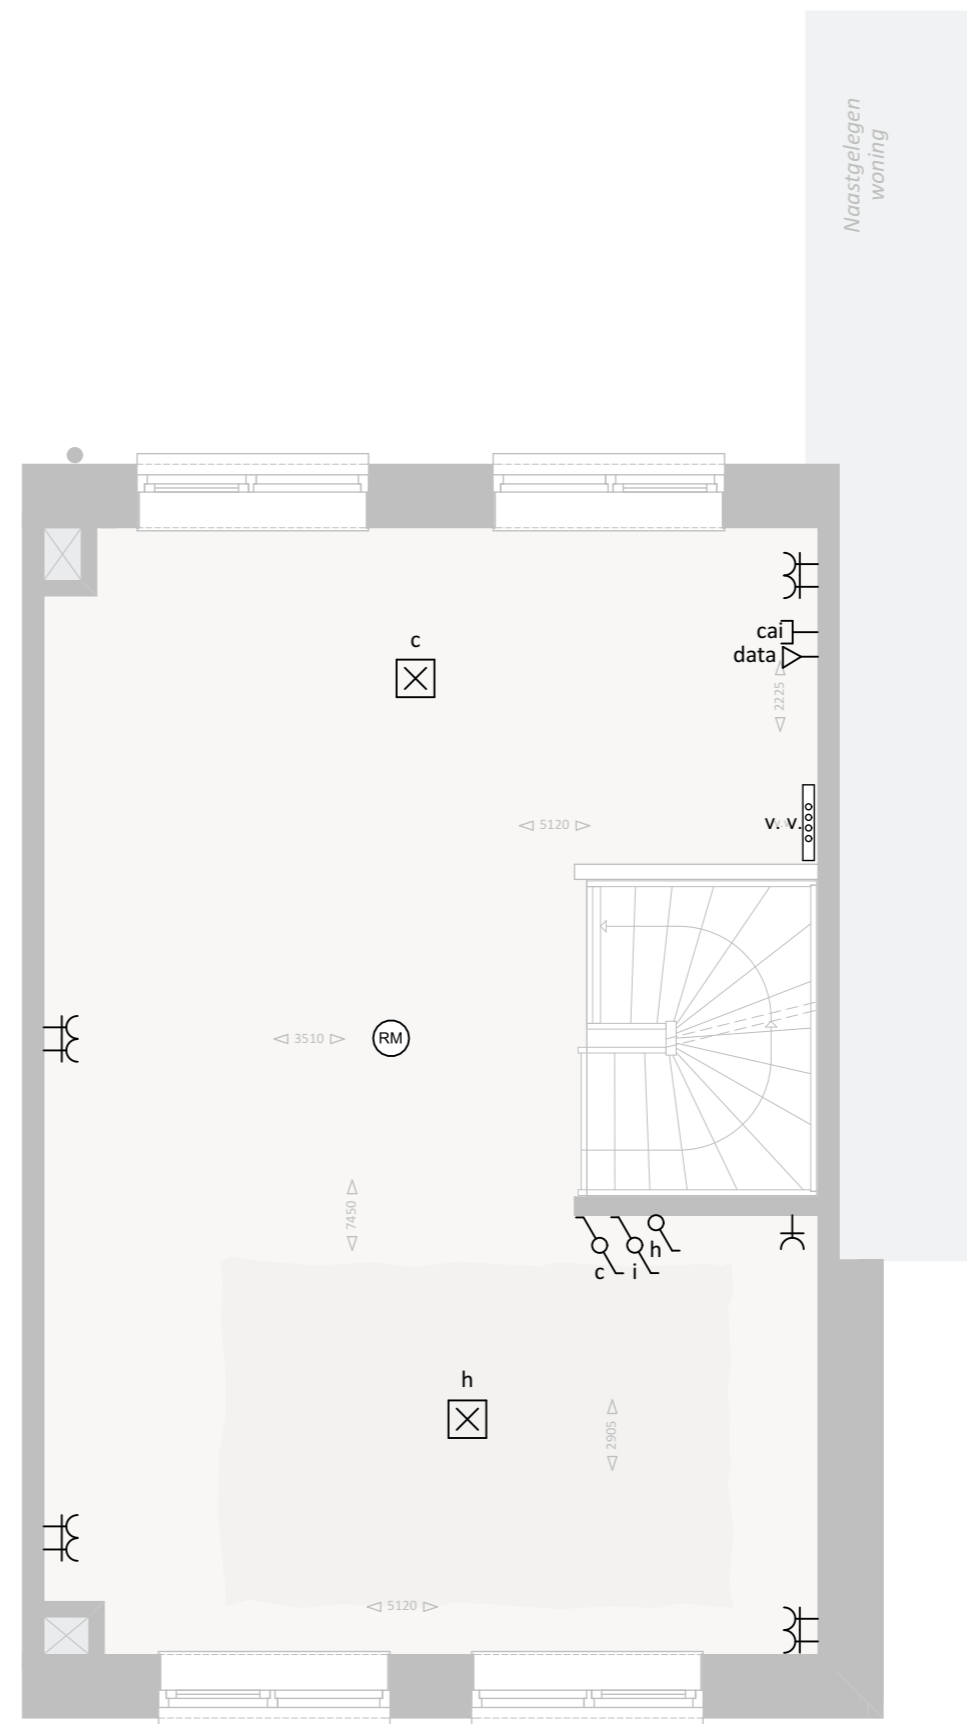 Naastgelegen
woning
c
cai
data
2225
v. v.
5120
3510
RM
7450
h
c
i
h
2905
5120